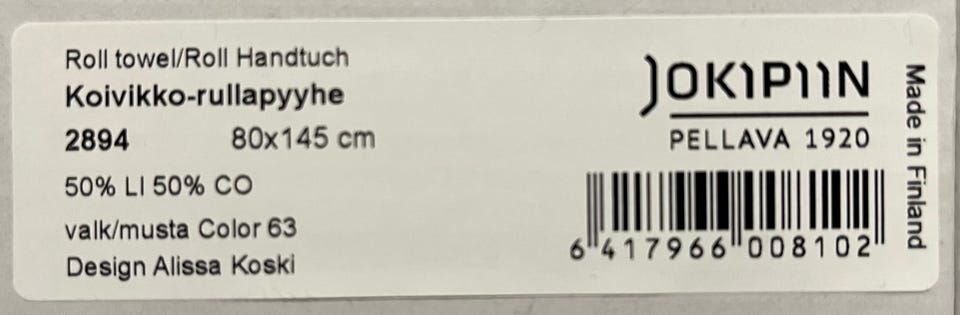 Roll towel/Roll Handtuch
Koivikko-rullapyyhe
2894 80x145 cm
50% LI 50% CO
valk/musta Color 63
Design Alissa Koski
JOKIPIIN
PELLAVA 1920
6 417966 008102
Made in Finland